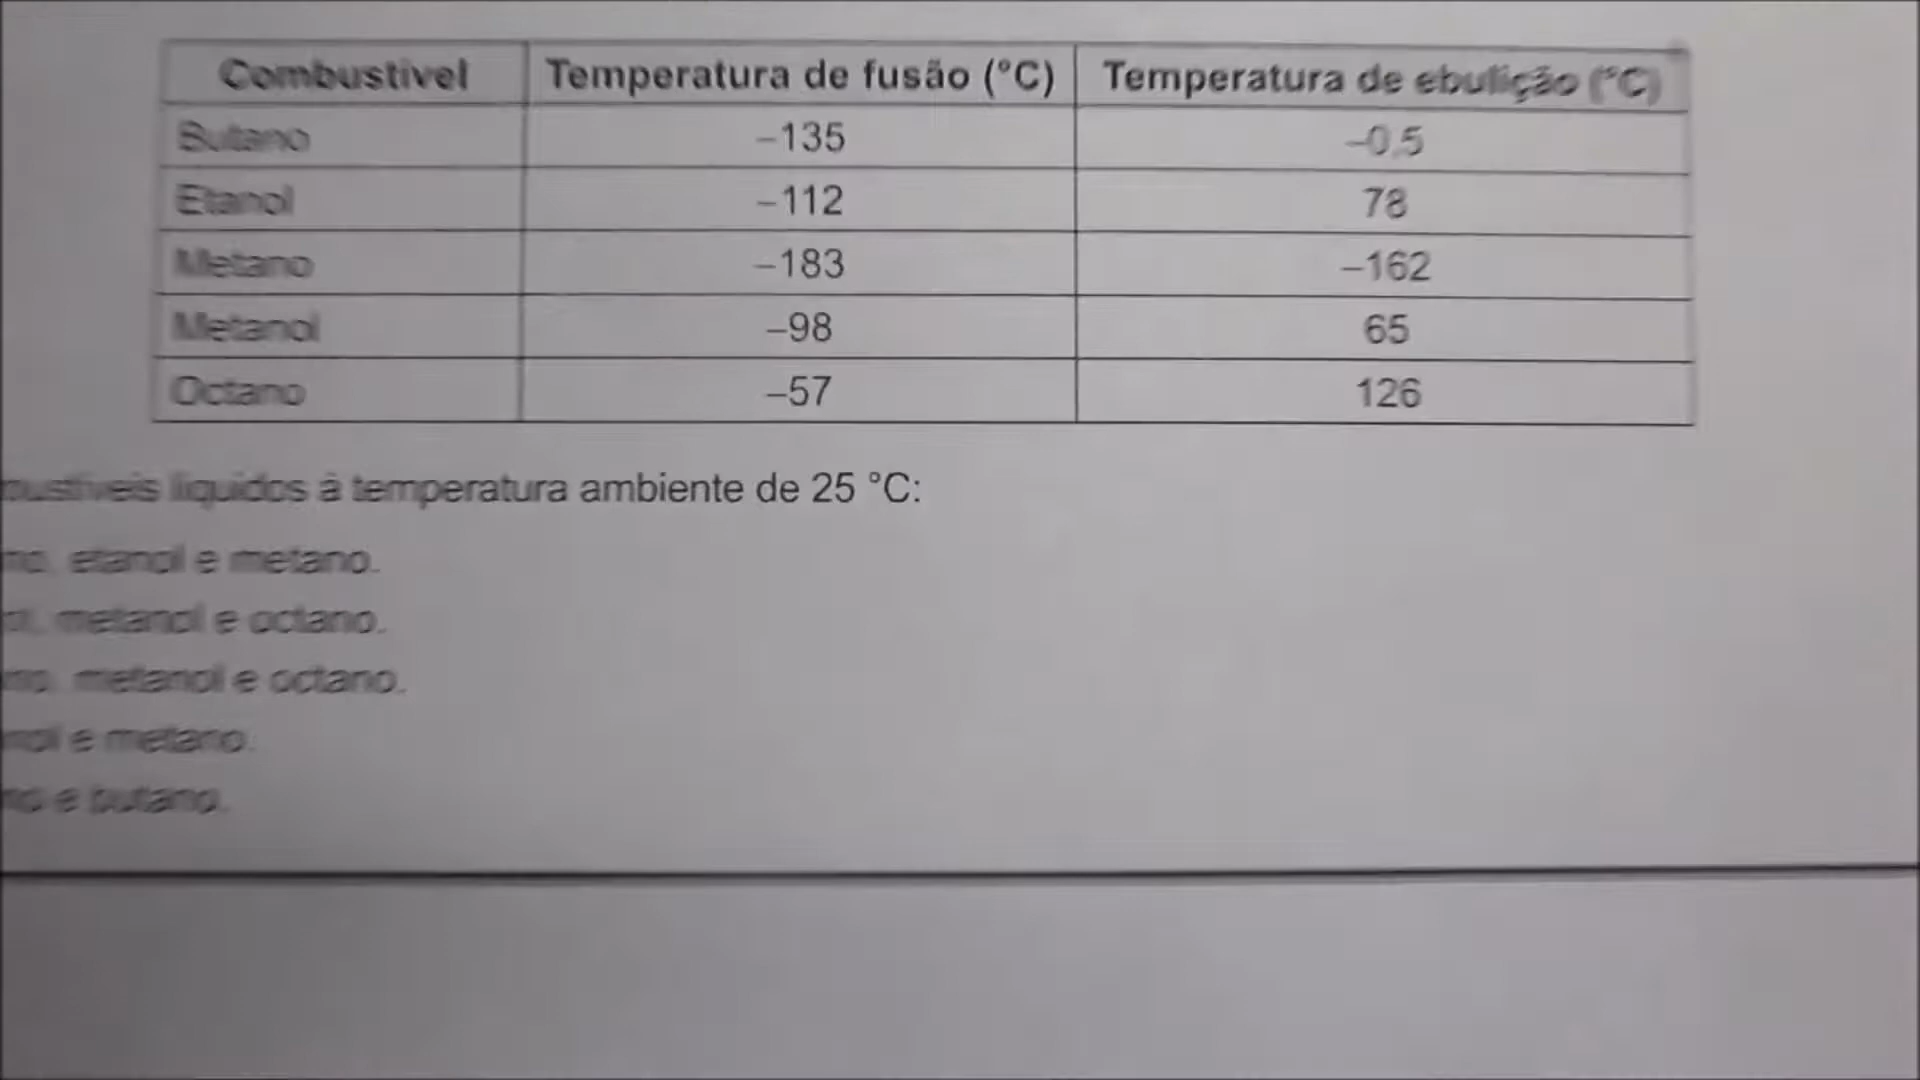 Combustível Temperatura de fusão (°C) Temperatura de ebulição (°C)
Butano –135 –0,5
Etanol –112 78
Metano –183 –162
Metanol –98 65
Octano –57 126
líquidos à temperatura ambiente de 25 °C:
etanol e metano.
metanol e octano.
metanol e octano.
e metano.
e butano.